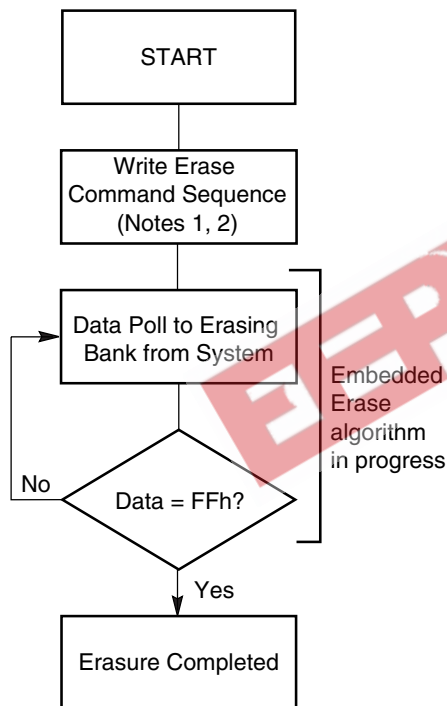 START
Write Erase
Command Sequence
(Notes 1, 2)
Data Poll to Erasing
Bank from System
Embedded
Erase
algorithm
in progress
No
Data = FFh?
Yes
Erasure Completed